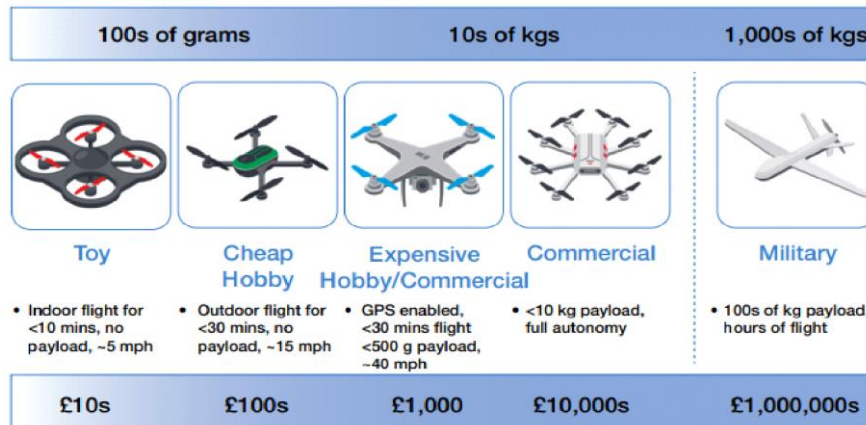 100s of grams 10s of kgs 1,000s of kgs
Toy
Cheap
Hobby
Expensive
Hobby/Commercial
Commercial
Military
• Indoor flight for
<10 mins, no
payload, ~5 mph
• Outdoor flight for
<30 mins, no
payload, ~15 mph
• GPS enabled,
<30 mins flight
<500 g payload,
~40 mph
• <10 kg payload,
full autonomy
• 100s of kg payload,
hours of flight
£10s £100s £1,000 £10,000s £1,000,000s